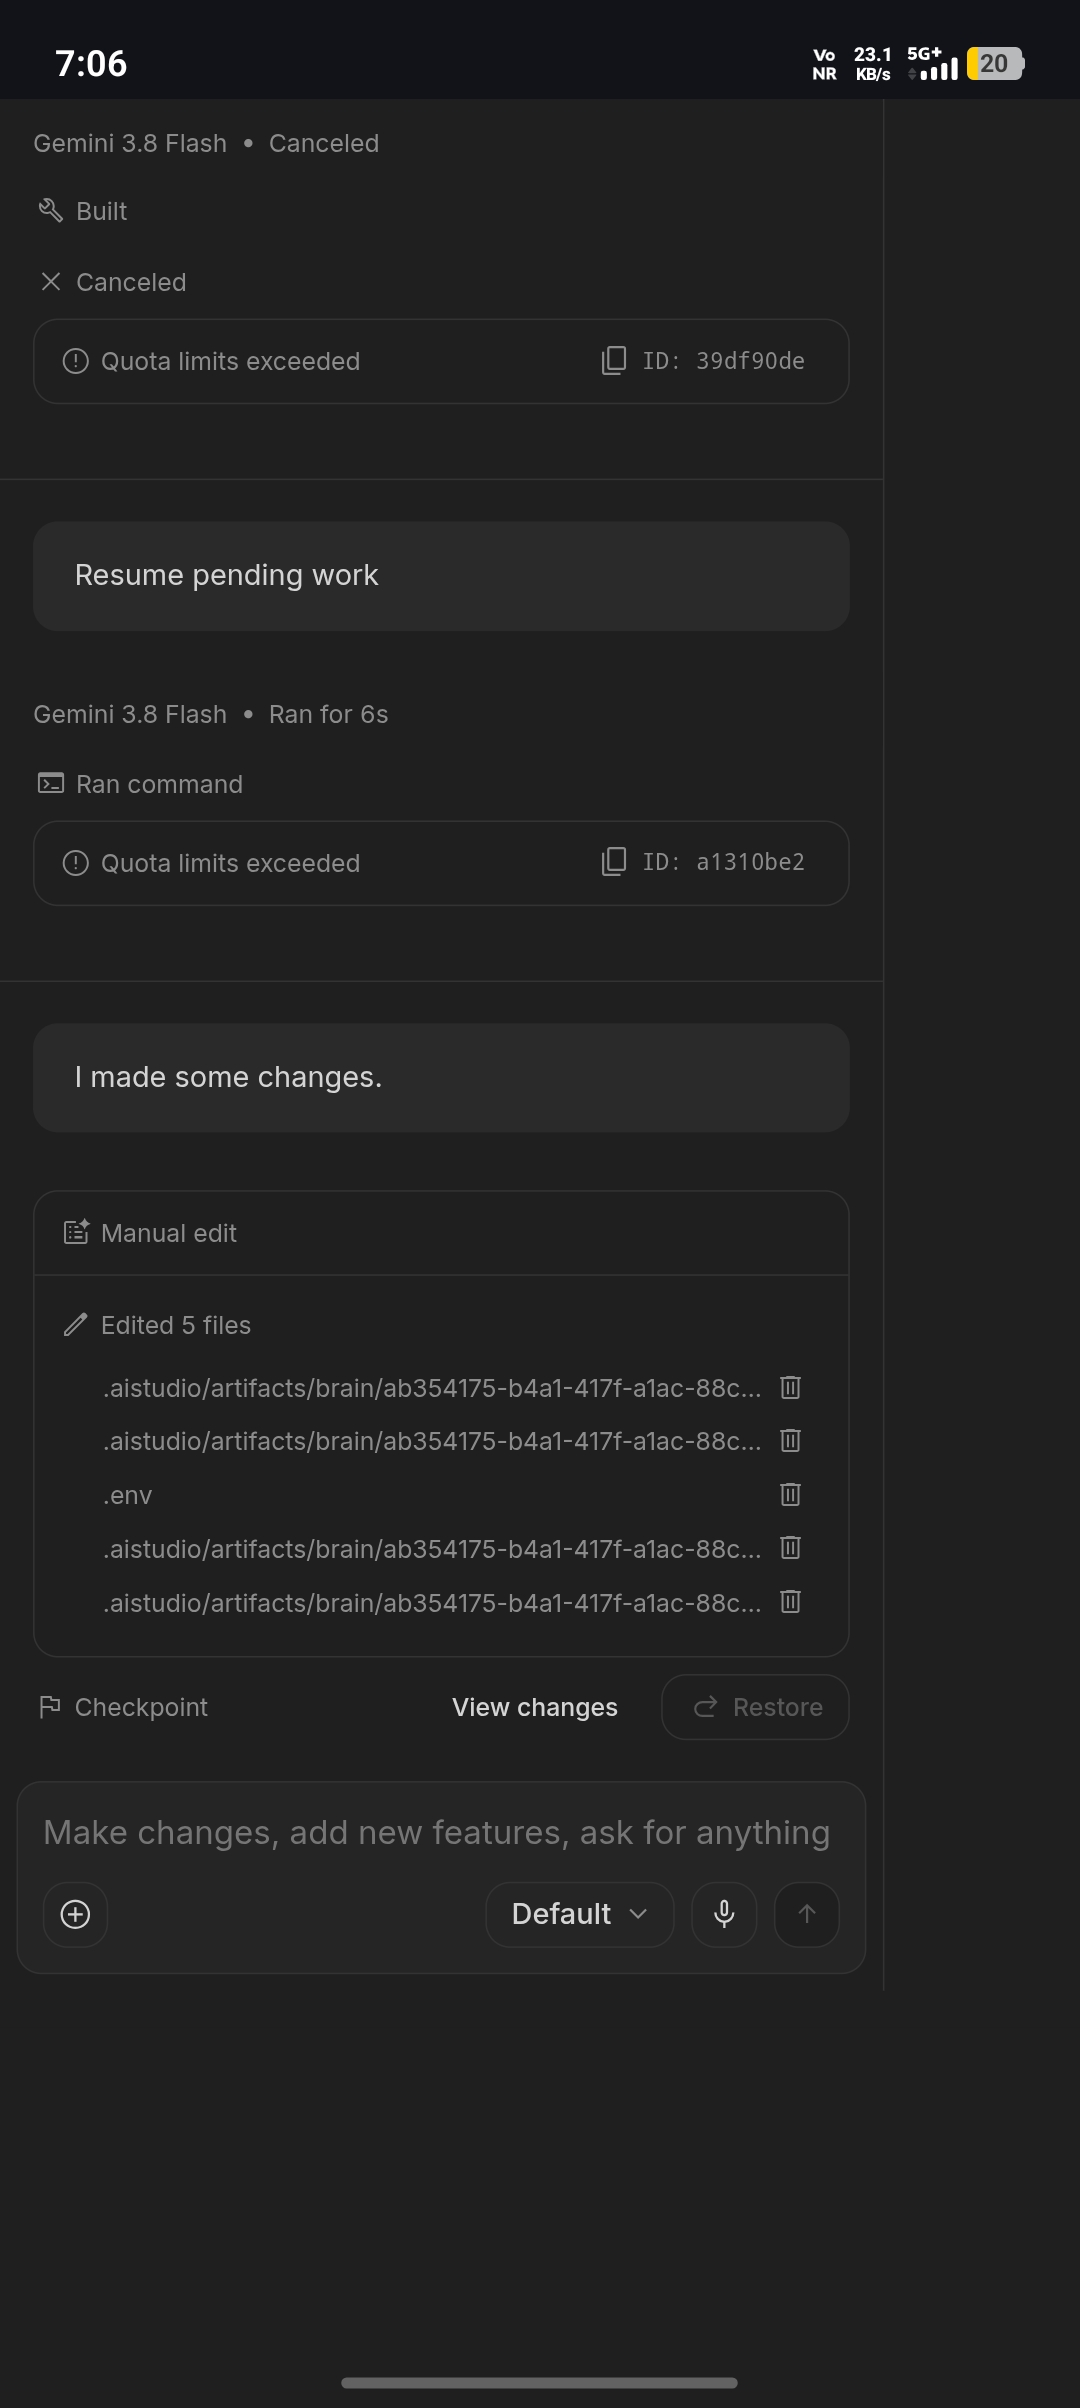 7:06
Vo NR 23.1 KB/s 5G+ 20
Gemini 3.8 Flash • Canceled
Built
Canceled
Quota limits exceeded ID: 39df90de
Resume pending work
Gemini 3.8 Flash • Ran for 6s
Ran command
Quota limits exceeded ID: a1310be2
I made some changes.
Manual edit
Edited 5 files
.aistudio/artifacts/brain/ab354175-b4a1-417f-a1ac-88c...
.aistudio/artifacts/brain/ab354175-b4a1-417f-a1ac-88c...
.env
.aistudio/artifacts/brain/ab354175-b4a1-417f-a1ac-88c...
.aistudio/artifacts/brain/ab354175-b4a1-417f-a1ac-88c...
Checkpoint View changes Restore
Make changes, add new features, ask for anything
Default